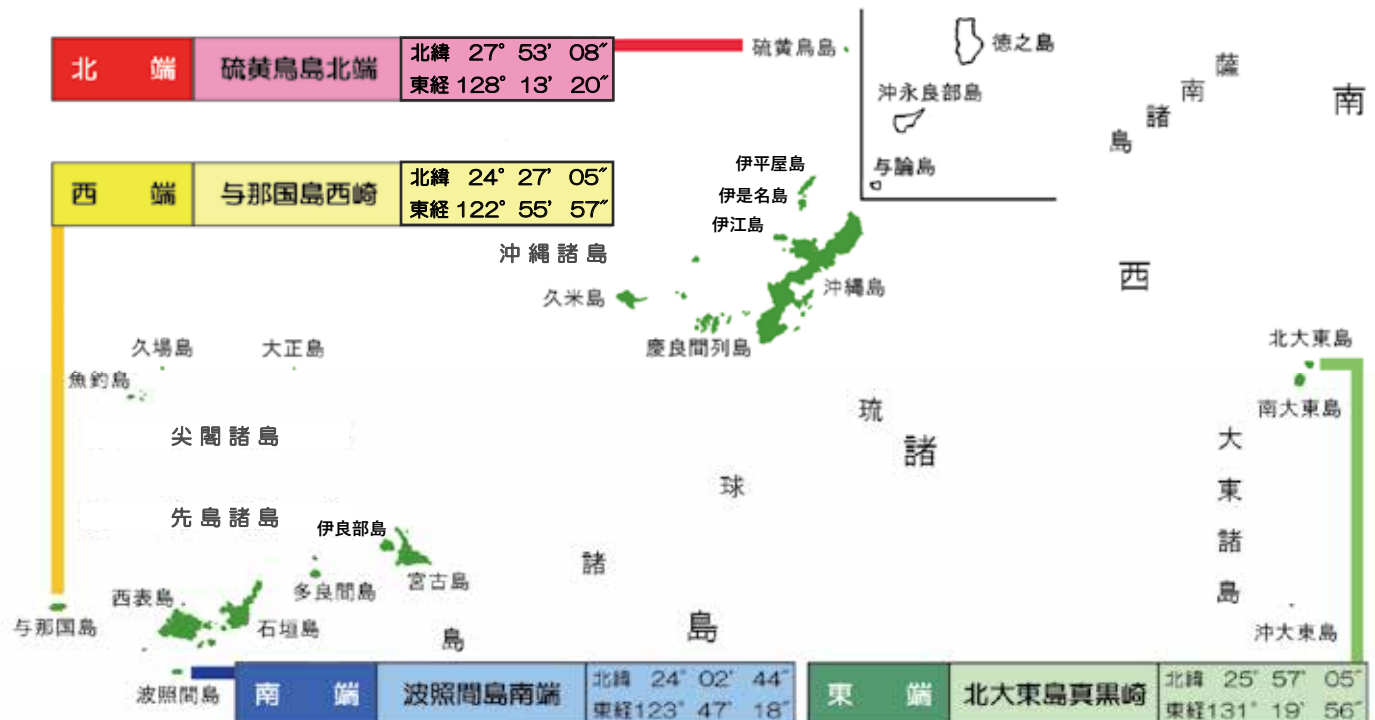 北端 硫黄鳥島北端 北緯 27° 53′ 08″
東経 128° 13′ 20″
硫黄鳥島
徳之島
沖永良部島
与論島
薩南諸島
南西諸島
西端 与那国島西崎 北緯 24° 27′ 05″
東経 122° 55′ 57″
伊平屋島
伊是名島
伊江島
沖縄諸島
沖縄島
久米島
慶良間列島
久場島
大正島
魚釣島
尖閣諸島
北大東島
南大東島
大東諸島
沖大東島
琉球諸島
先島諸島
伊良部島
宮古島
多良間島
西表島
石垣島
与那国島
波照間島
南端 波照間島南端 北緯 24° 02′ 44″
東経123° 47′ 18″
東端 北大東島真黒崎 北緯 25° 57′ 05″
東経131° 19′ 56″